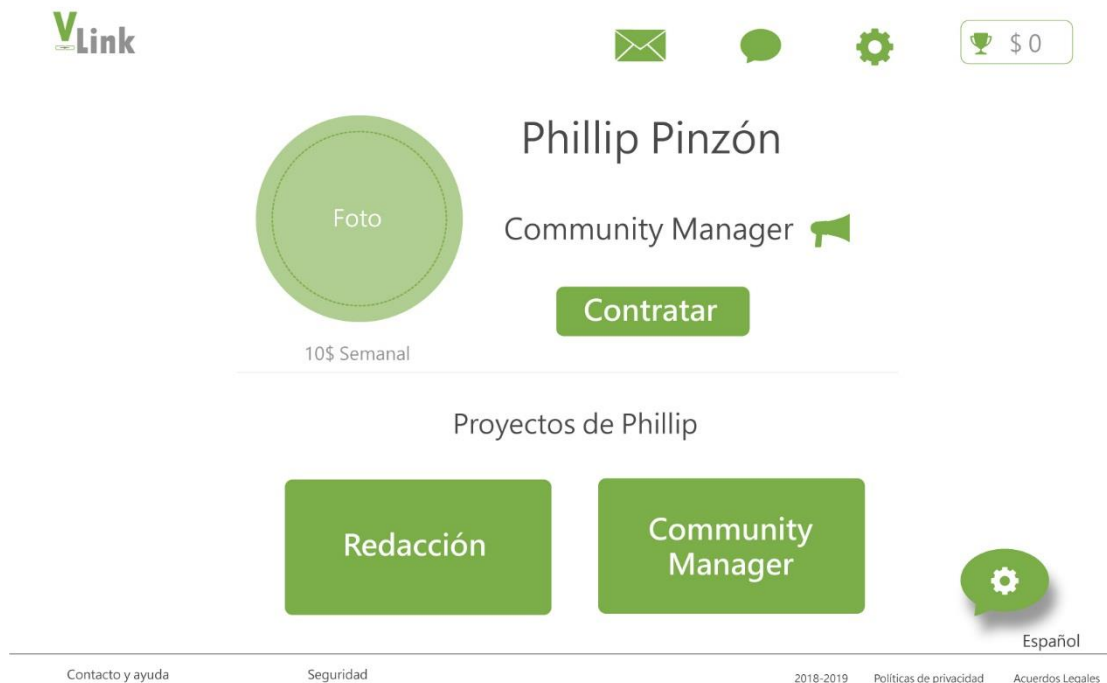 VLink
$ 0
Phillip Pinzón
Foto
Community Manager
Contratar
10$ Semanal
Proyectos de Phillip
Redacción
Community
Manager
Español
Contacto y ayuda
Seguridad
2018-2019
Políticas de privacidad
Acuerdos Legales